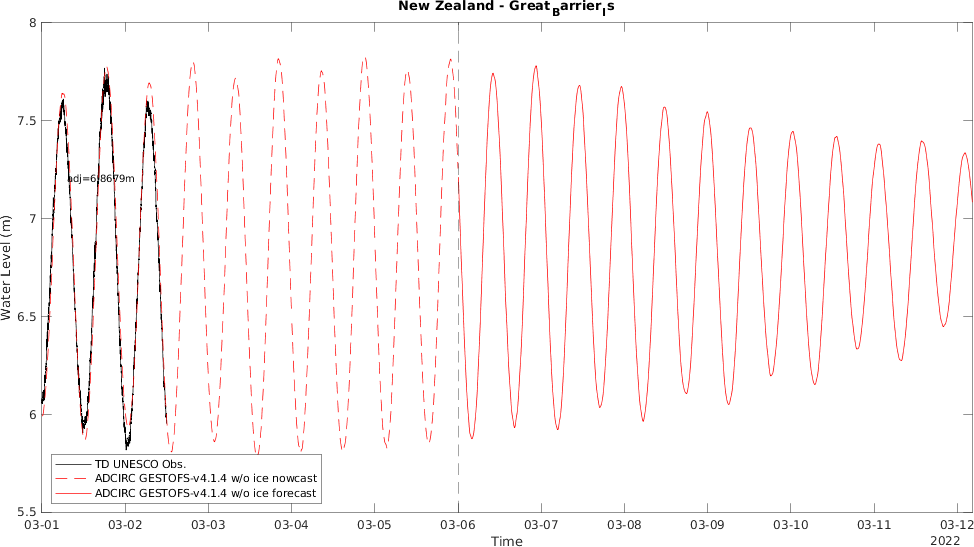 New Zealand - Great_Barrier_Is
8
7.5
adj=6.8679m
7
Water Level (m)
6.5
6
TD UNESCO Obs.
ADCIRC GESTOFS-v4.1.4 w/o ice nowcast
ADCIRC GESTOFS-v4.1.4 w/o ice forecast
5.5
03-01 03-02 03-03 03-04 03-05 03-06 03-07 03-08 03-09 03-10 03-11 03-12
Time 2022